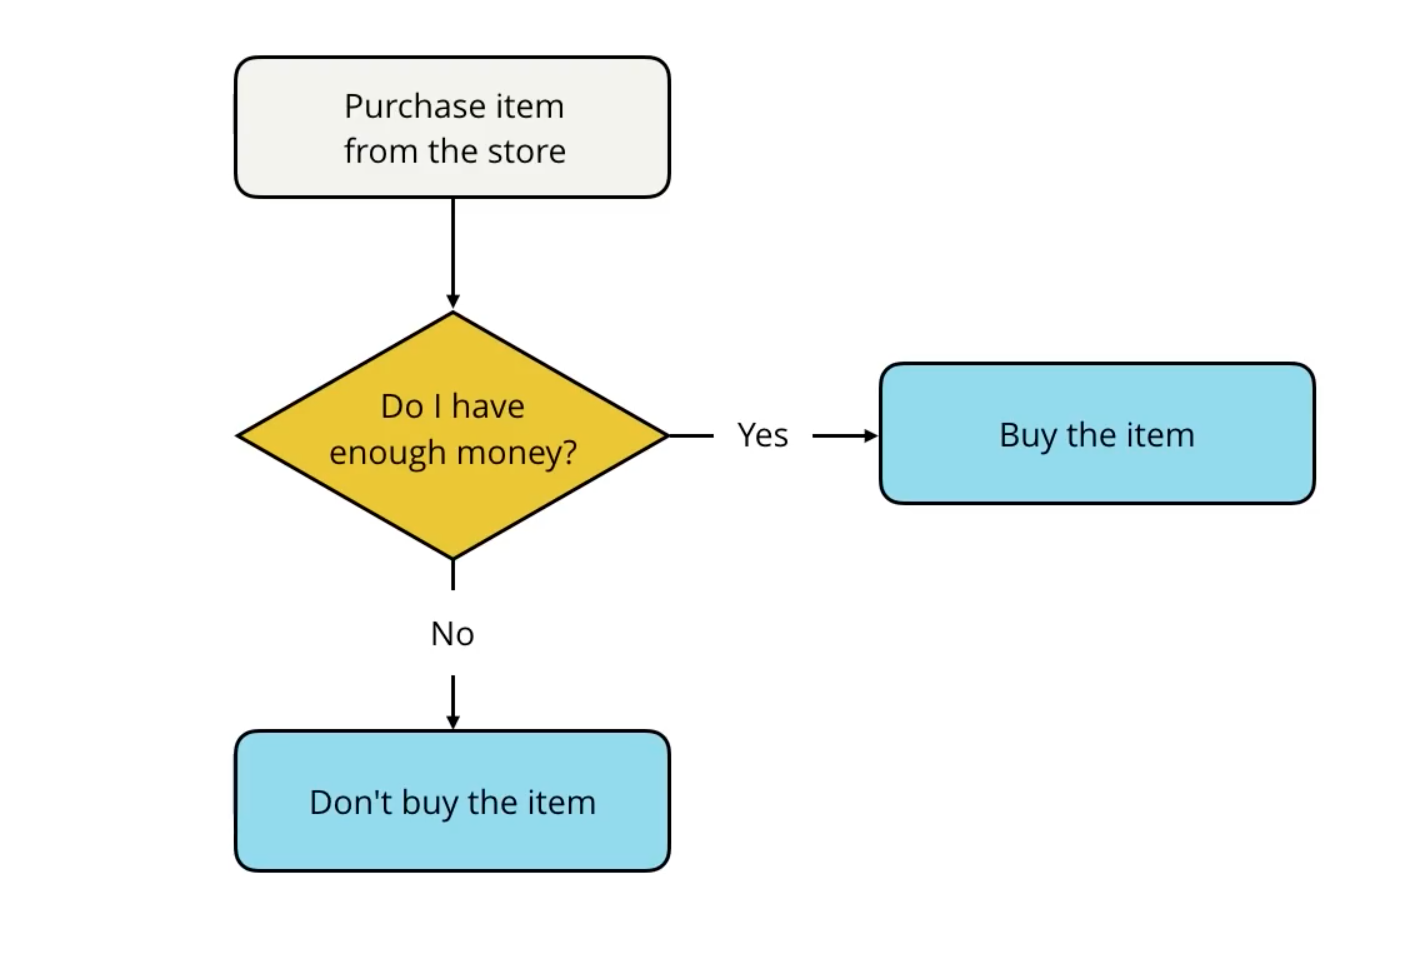 Purchase item
from the store
Do I have
enough money?
Yes
Buy the item
No
Don't buy the item